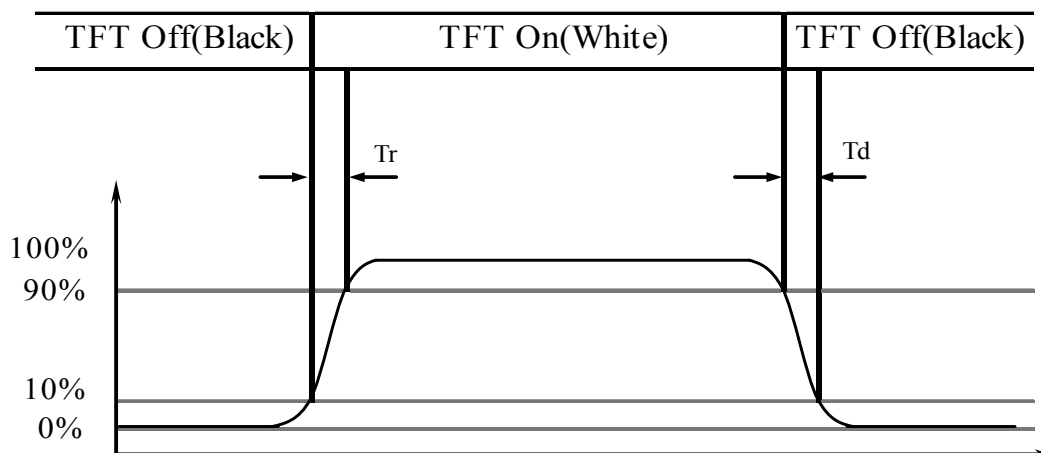 TFT Off(Black) TFT On(White) TFT Off(Black)
Tr Td
100%
90%
10%
0%